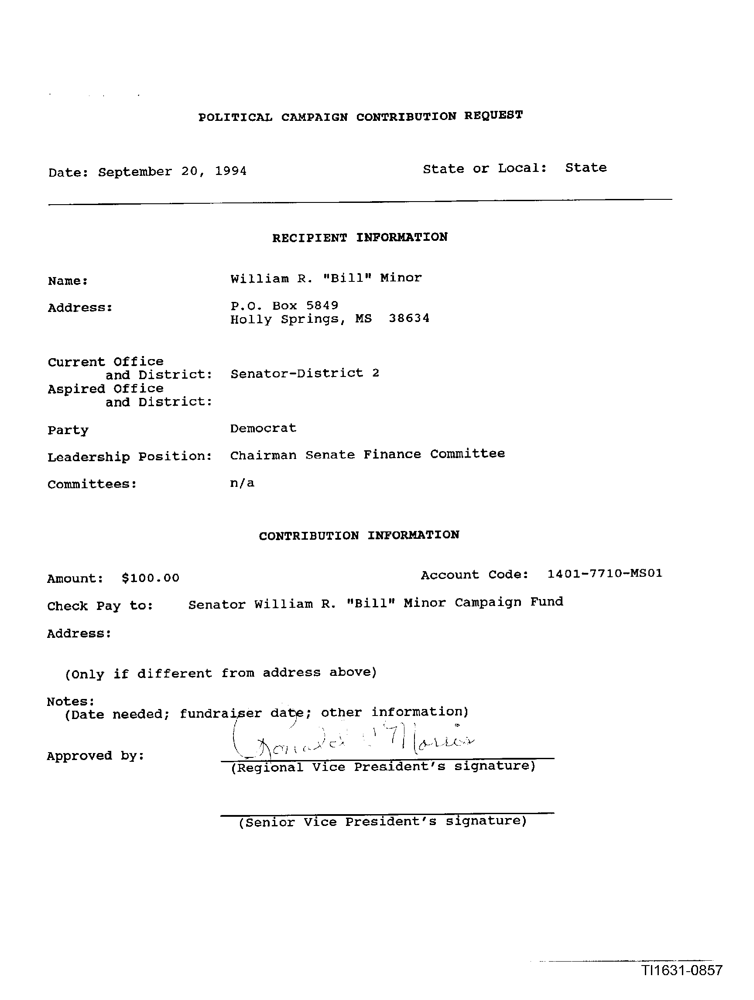 POLITICAL CAMPAIGN CONTRIBUTION REQUEST
Date: September 20, 1994 State or Local: State
RECIPIENT INFORMATION
Name: William R. "Bill" Minor
Address: P.O. Box 5849
Holly Springs, MS 38634
Current Office
and District: Senator-District 2
Aspired Office
and District:
Party Democrat
Leadership Position: Chairman Senate Finance Committee
Committees: n/a
CONTRIBUTION INFORMATION
Amount: $100.00 Account Code: 1401-7710-MS01
Check Pay to: Senator William R. "Bill" Minor Campaign Fund
Address:
(Only if different from address above)
Notes:
(Date needed; fundraiser date; other information)
Approved by:
(Regional Vice President's signature)
(Senior Vice President's signature)
TI1631-0857